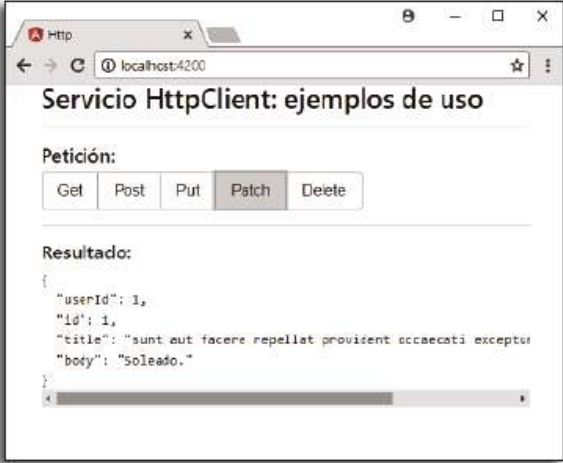 Http
localhost:4200
Servicio HttpClient: ejemplos de uso
Petición:
Get Post Put Patch Delete
Resultado:
{
"userId": 1,
"id": 1,
"title": "sunt aut facere repellat provident occaecati exceptur
"body": "Soleado."
}